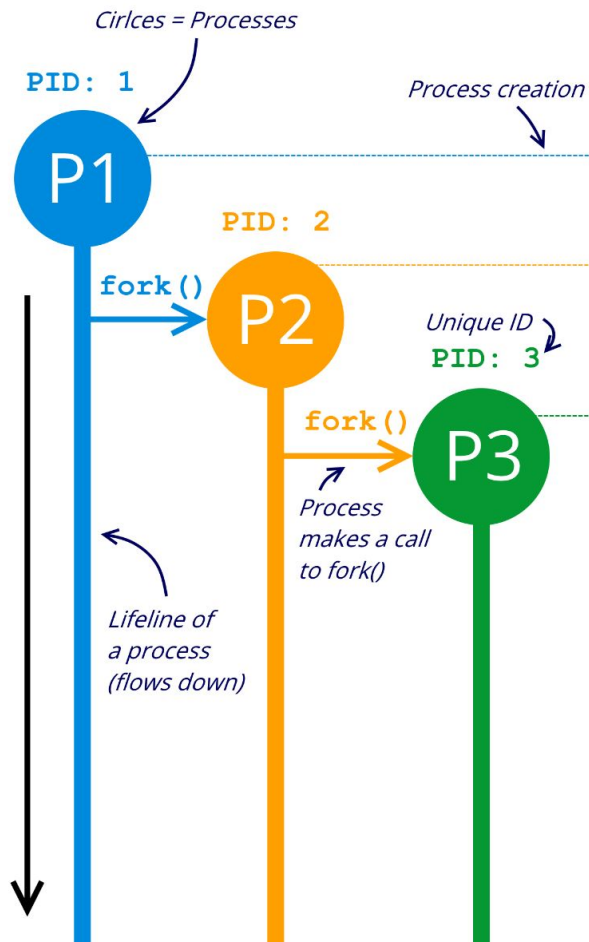 Cirlces = Processes
PID: 1
Process creation
P1
PID: 2
fork()
P2
Unique ID
PID: 3
fork()
P3
Process
makes a call
to fork()
Lifeline of
a process
(flows down)